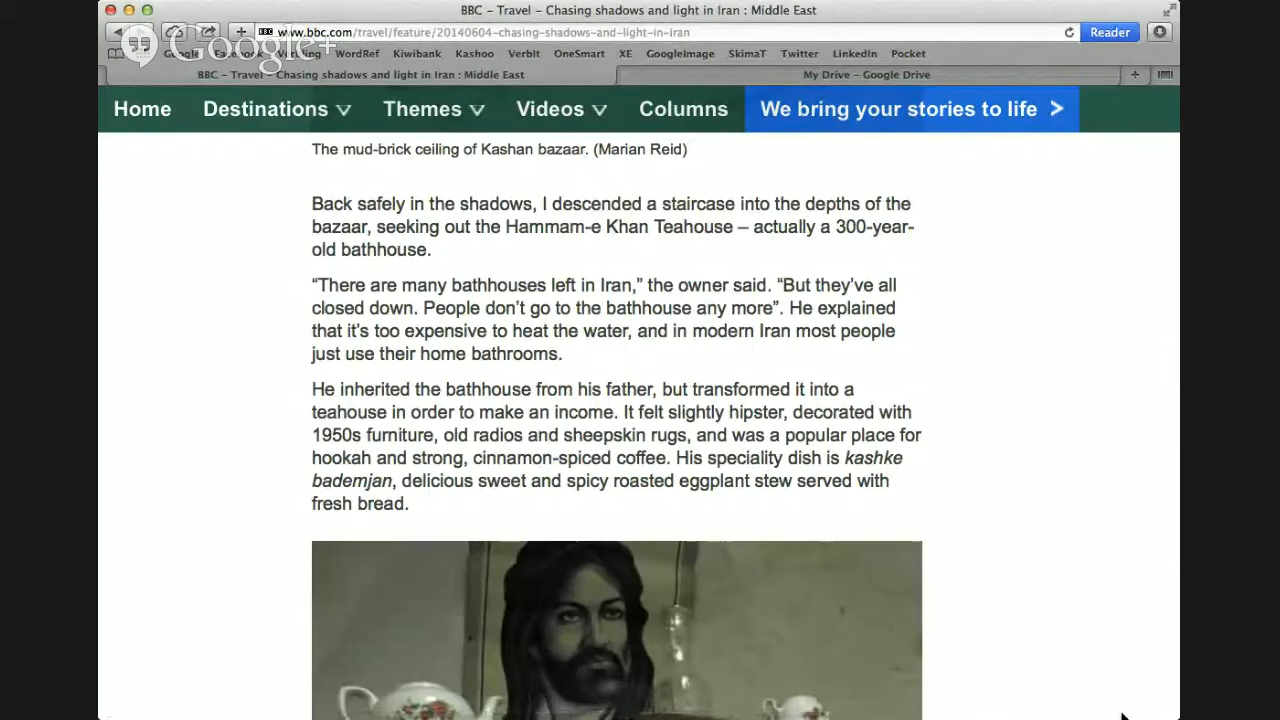 BBC – Travel – Chasing shadows and light in Iran : Middle East
www.bbc.com/travel/feature/20140604-chasing-shadows-and-light-in-iran
Reader
Google+
Google Facebook WordRef Kiwibank Kashoo Verbit OneSmart XE GoogleImage SkimaT Twitter LinkedIn Pocket
BBC – Travel – Chasing shadows and light in Iran : Middle East
My Drive – Google Drive
Home Destinations Themes Videos Columns We bring your stories to life >
The mud-brick ceiling of Kashan bazaar. (Marian Reid)
Back safely in the shadows, I descended a staircase into the depths of the
bazaar, seeking out the Hammam-e Khan Teahouse – actually a 300-year-
old bathhouse.
“There are many bathhouses left in Iran,” the owner said. “But they’ve all
closed down. People don’t go to the bathhouse any more”. He explained
that it’s too expensive to heat the water, and in modern Iran most people
just use their home bathrooms.
He inherited the bathhouse from his father, but transformed it into a
teahouse in order to make an income. It felt slightly hipster, decorated with
1950s furniture, old radios and sheepskin rugs, and was a popular place for
hookah and strong, cinnamon-spiced coffee. His speciality dish is kashke
bademjan, delicious sweet and spicy roasted eggplant stew served with
fresh bread.